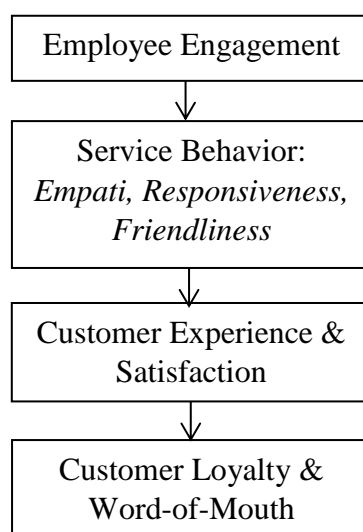 Employee Engagement
Service Behavior:
Empati, Responsiveness,
Friendliness
Customer Experience &
Satisfaction
Customer Loyalty &
Word-of-Mouth